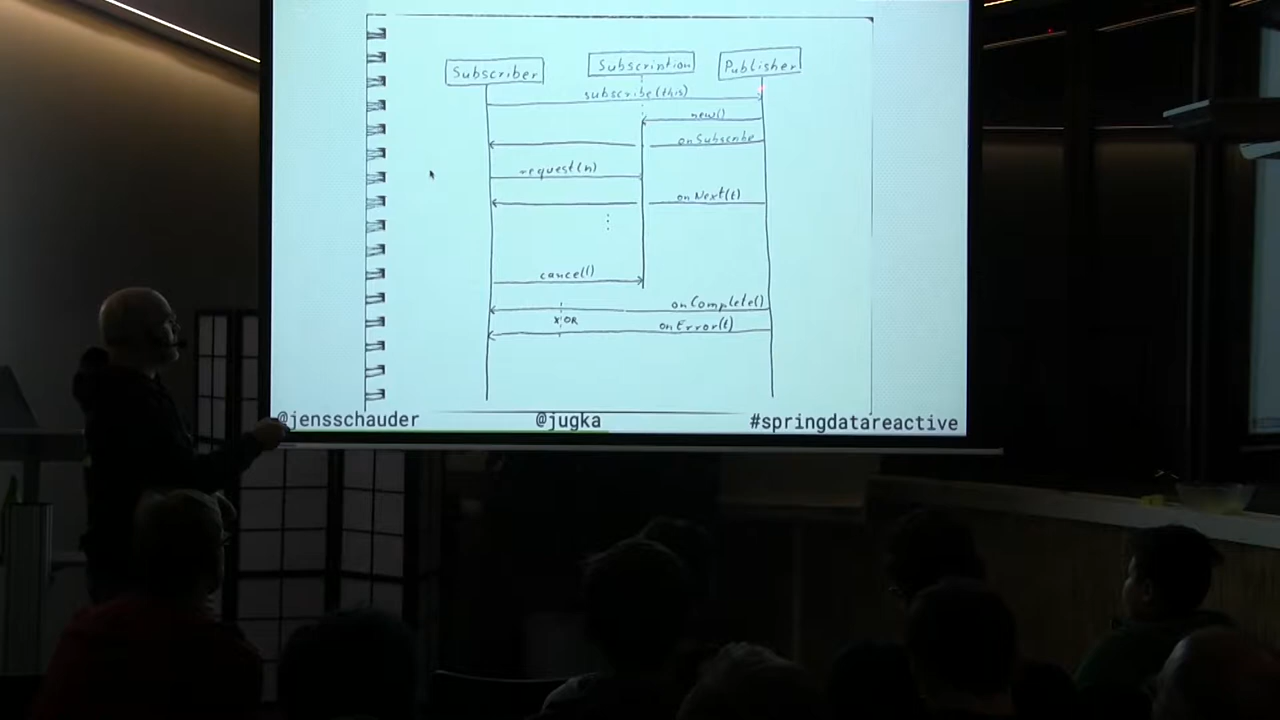 Subscriber
Subscription
Publisher
subscribe(this)
new()
onSubscribe
request(n)
onNext(t)
cancel()
onComplete()
XOR
onError(t)
@jensschauder
@jugka
#springdatareactive